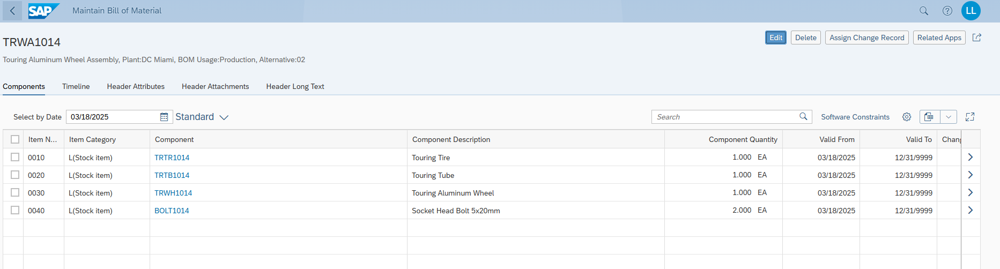 SAP Maintain Bill of Material LL
TRWA1014 Edit Delete Assign Change Record Related Apps
Touring Aluminum Wheel Assembly, Plant:DC Miami, BOM Usage:Production, Alternative:02
Components Timeline Header Attributes Header Attachments Header Long Text
Select by Date 03/18/2025 Standard Search Software Constraints
Item N... Item Category Component Component Description Component Quantity Valid From Valid To Chang
0010 L(Stock item) TRTR1014 Touring Tire 1.000 EA 03/18/2025 12/31/9999
0020 L(Stock item) TRTB1014 Touring Tube 1.000 EA 03/18/2025 12/31/9999
0030 L(Stock item) TRWH1014 Touring Aluminum Wheel 1.000 EA 03/18/2025 12/31/9999
0040 L(Stock item) BOLT1014 Socket Head Bolt 5x20mm 2.000 EA 03/18/2025 12/31/9999